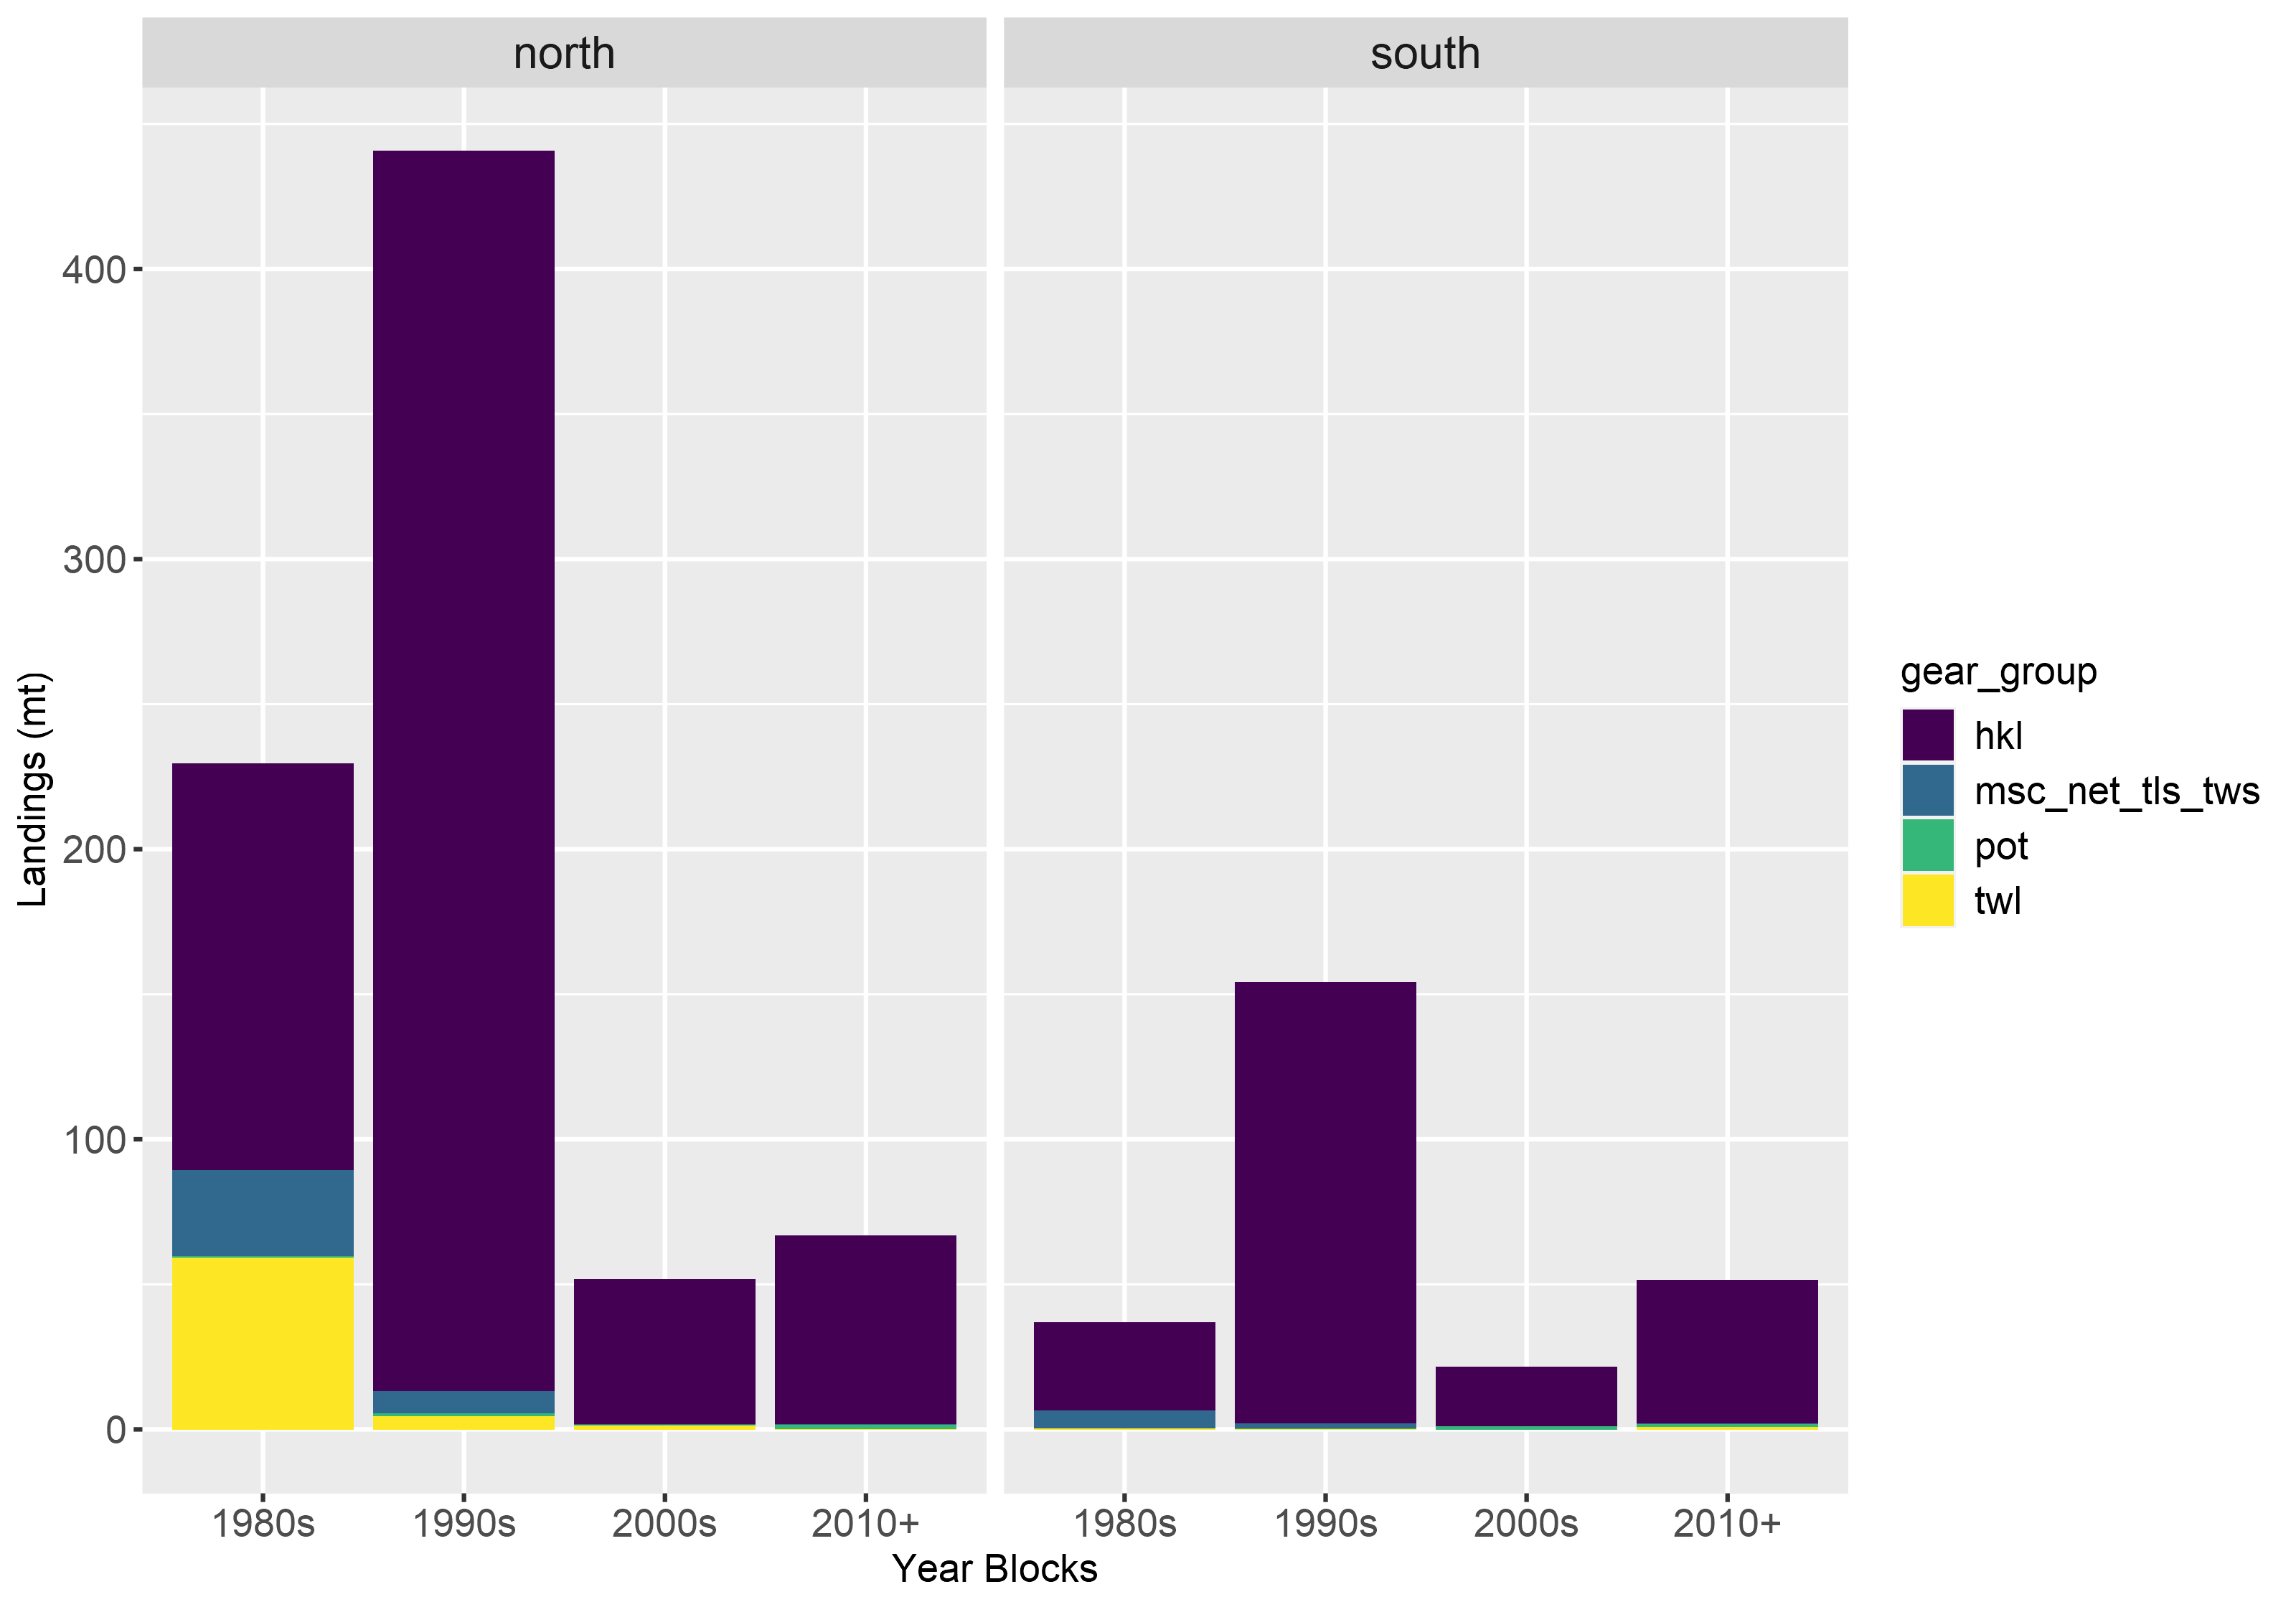 north
south
Landings (mt)
400
300
200
100
0
1980s
1990s
2000s
2010+
1980s
1990s
2000s
2010+
Year Blocks
gear_group
hkl
msc_net_tls_tws
pot
twl